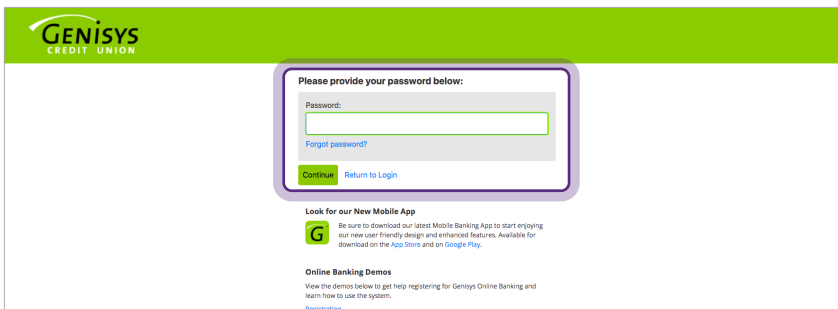 GENISYS
CREDIT UNION
Please provide your password below:
Password:
Forgot password?
Continue Return to Login
Look for our New Mobile App
G
Be sure to download our latest Mobile Banking App to start enjoying
our new user friendly design and enhanced features. Available for
download on the App Store and on Google Play.
Online Banking Demos
View the demos below to get help registering for Genisys Online Banking and
learn how to use the system.
Registration